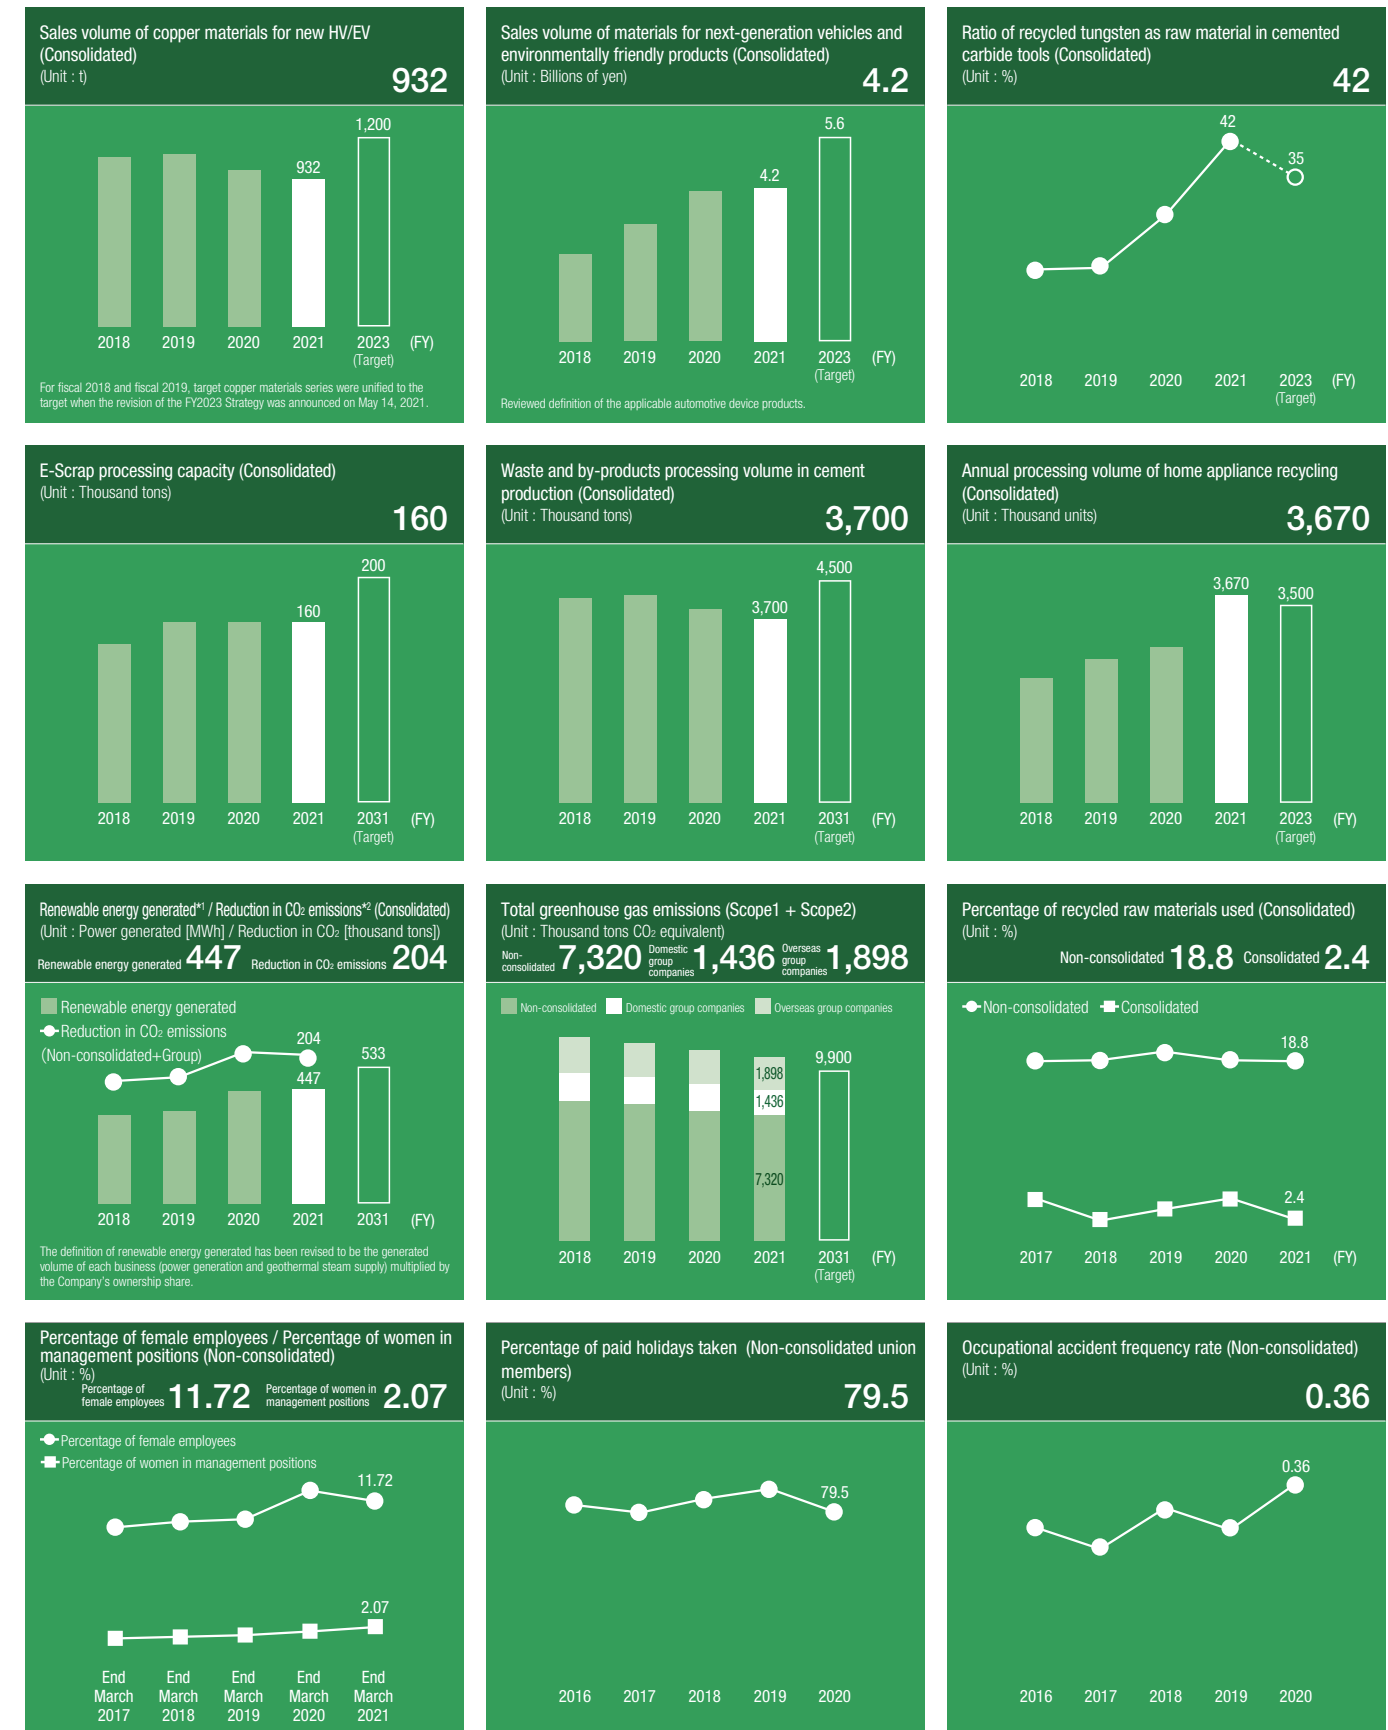 Sales volume of copper materials for new HV/EV
(Consolidated)
(Unit : t)
932
1,200
932
2018 2019 2020 2021 2023 (FY)
(Target)
For fiscal 2018 and fiscal 2019, target copper materials series were unified to the
target when the revision of the FY2023 Strategy was announced on May 14, 2021.
Sales volume of materials for next-generation vehicles and
environmentally friendly products (Consolidated)
(Unit : Billions of yen)
4.2
5.6
4.2
2018 2019 2020 2021 2023 (FY)
(Target)
Reviewed definition of the applicable automotive device products.
Ratio of recycled tungsten as raw material in cemented
carbide tools (Consolidated)
(Unit : %)
42
42
35
2018 2019 2020 2021 2023 (FY)
(Target)
E-Scrap processing capacity (Consolidated)
(Unit : Thousand tons)
160
200
160
2018 2019 2020 2021 2031 (FY)
(Target)
Waste and by-products processing volume in cement
production (Consolidated)
(Unit : Thousand tons)
3,700
4,500
3,700
2018 2019 2020 2021 2031 (FY)
(Target)
Annual processing volume of home appliance recycling
(Consolidated)
(Unit : Thousand units)
3,670
3,670
3,500
2018 2019 2020 2021 2023 (FY)
(Target)
Renewable energy generated*1 / Reduction in CO2 emissions*2 (Consolidated)
(Unit : Power generated [MWh] / Reduction in CO2 [thousand tons])
Renewable energy generated 447 Reduction in CO2 emissions 204
Renewable energy generated
Reduction in CO2 emissions
(Non-consolidated+Group)
204
533
447
2018 2019 2020 2021 2031 (FY)
The definition of renewable energy generated has been revised to be the generated
volume of each business (power generation and geothermal steam supply) multiplied by
the Company's ownership share.
Total greenhouse gas emissions (Scope1 + Scope2)
(Unit : Thousand tons CO2 equivalent)
Non-
consolidated
7,320
Domestic
group
companies
1,436
Overseas
group
companies
1,898
Non-consolidated Domestic group companies Overseas group companies
9,900
1,898
1,436
7,320
2018 2019 2020 2021 2031 (FY)
(Target)
Percentage of recycled raw materials used (Consolidated)
(Unit : %)
Non-consolidated 18.8 Consolidated 2.4
Non-consolidated Consolidated
18.8
2.4
2017 2018 2019 2020 2021 (FY)
Percentage of female employees / Percentage of women in
management positions (Non-consolidated)
(Unit : %)
Percentage of
female employees
11.72
Percentage of women in
management positions
2.07
Percentage of female employees
Percentage of women in management positions
11.72
2.07
End End End End End
March March March March March
2017 2018 2019 2020 2021
Percentage of paid holidays taken (Non-consolidated union
members)
(Unit : %)
79.5
79.5
2016 2017 2018 2019 2020
Occupational accident frequency rate (Non-consolidated)
(Unit : %)
0.36
0.36
2016 2017 2018 2019 2020